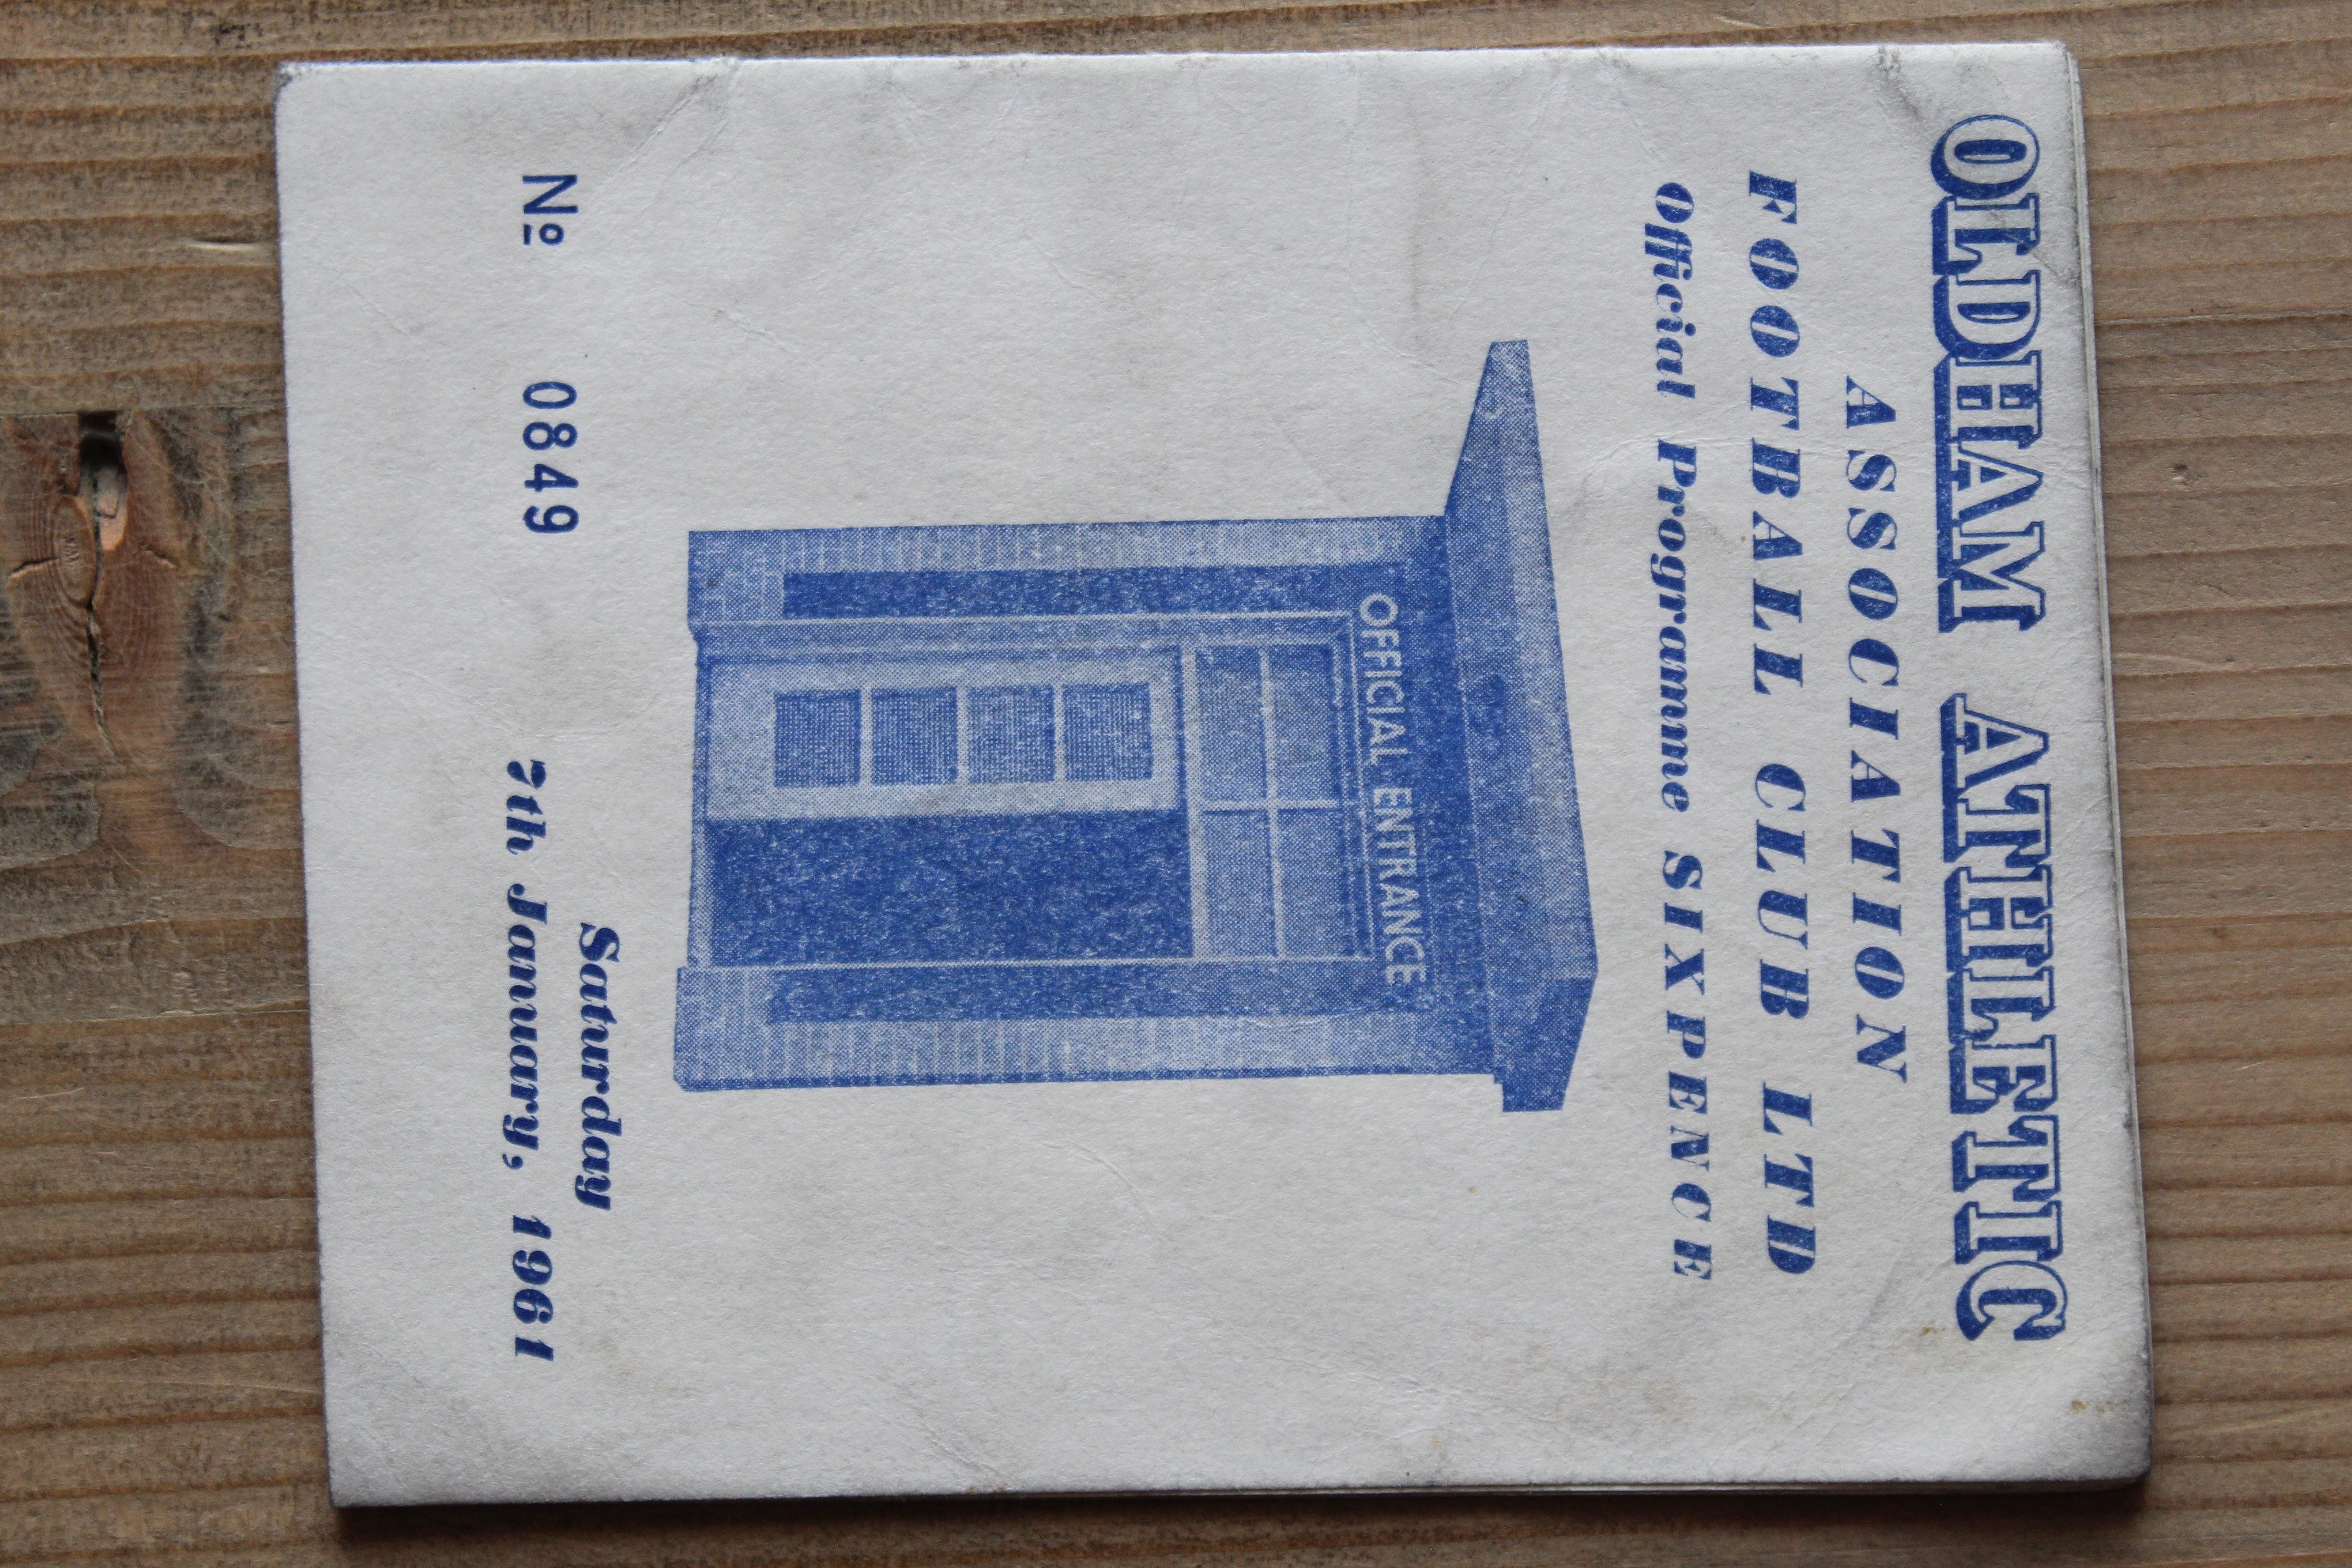 OLDHAM ATHLETIC
ASSOCIATION
FOOTBALL CLUB LTD
Official Programme SIXPENCE
OFFICIAL ENTRANCE
Saturday
7th January, 1961
Nº 0849